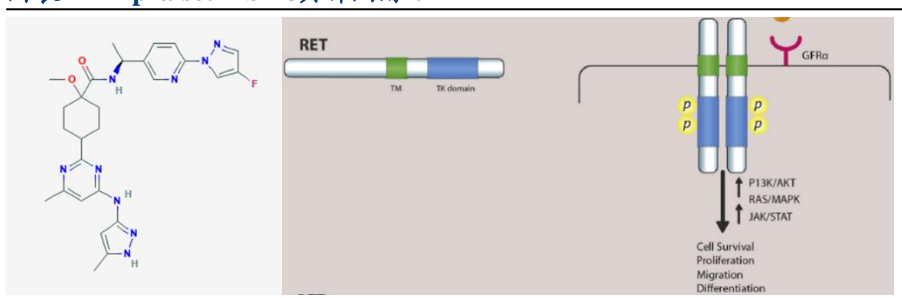 RET
TM
TK domain
GFRα
P
P
P
P
P13K/AKT
RAS/MAPK
JAK/STAT
Cell Survival
Proliferation
Migration
Differentiation
O
O
N
H
N
N
N
F
N
N
N
H
N
N
H